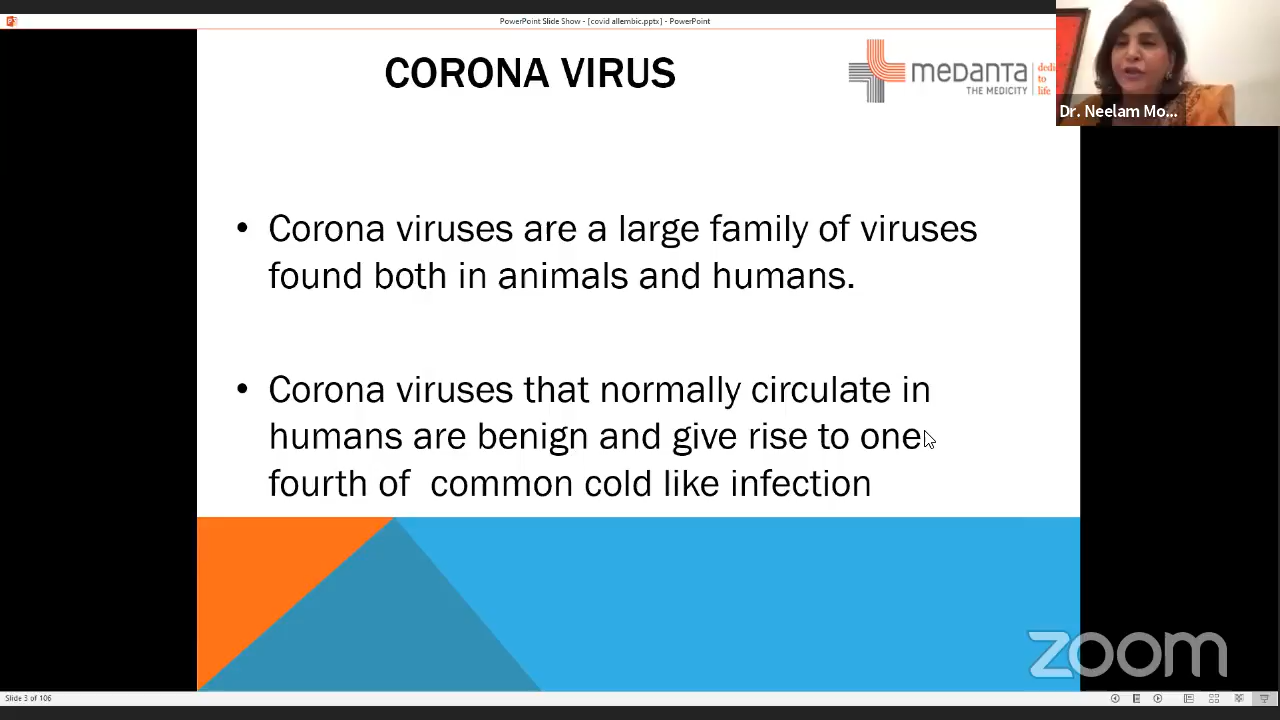 PowerPoint Slide Show - [covid allembic.pptx] - PowerPoint
CORONA VIRUS
medanta
THE MEDICITY
dedi
to
life
Dr. Neelam Mo...
• Corona viruses are a large family of viruses
found both in animals and humans.
• Corona viruses that normally circulate in
humans are benign and give rise to one
fourth of common cold like infection
zoom
Slide 3 of 106